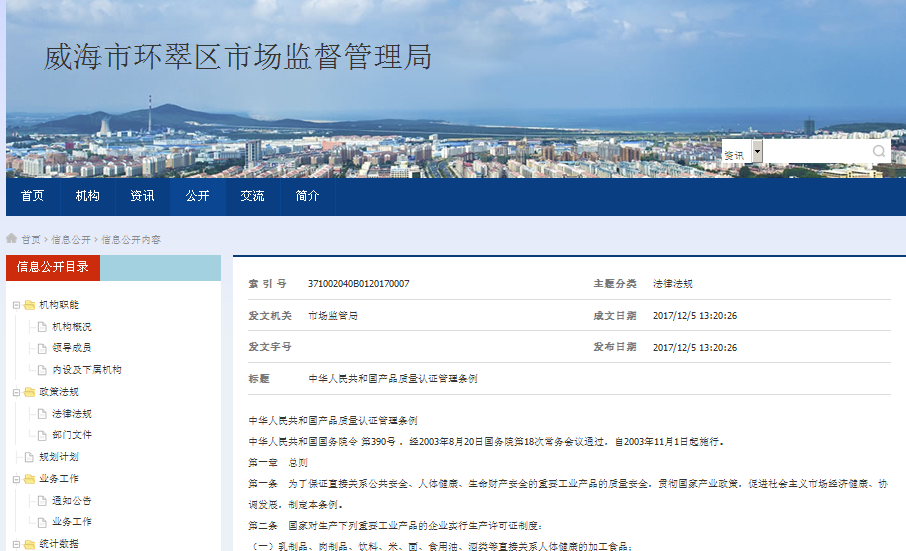 威海市环翠区市场监督管理局
资讯
首页 机构 资讯 公开 交流 简介
首页 > 信息公开 > 信息公开内容
信息公开目录
机构职能
机构概况
领导成员
内设及下属机构
政策法规
法律法规
部门文件
规划计划
业务工作
通知公告
业务工作
统计数据
索 引 号 371002040B0120170007 主题分类 法律法规
发文机关 市场监管局 成文日期 2017/12/5 13:20:26
发文字号 发布日期 2017/12/5 13:20:26
标题 中华人民共和国产品质量认证管理条例
中华人民共和国产品质量认证管理条例
中华人民共和国国务院令 第390号 ，经2003年8月20日国务院第18次常务会议通过，自2003年11月1日起施行。
第一章 总则
第一条 为了保证直接关系公共安全、人体健康、生命财产安全的重要工业产品的质量安全，贯彻国家产业政策，促进社会主义市场经济健康、协
调发展，制定本条例。
第二条 国家对生产下列重要工业产品的企业实行生产许可证制度：
（一）乳制品、肉制品、饮料、米、面、食用油、酒类等直接关系人体健康的加工食品；